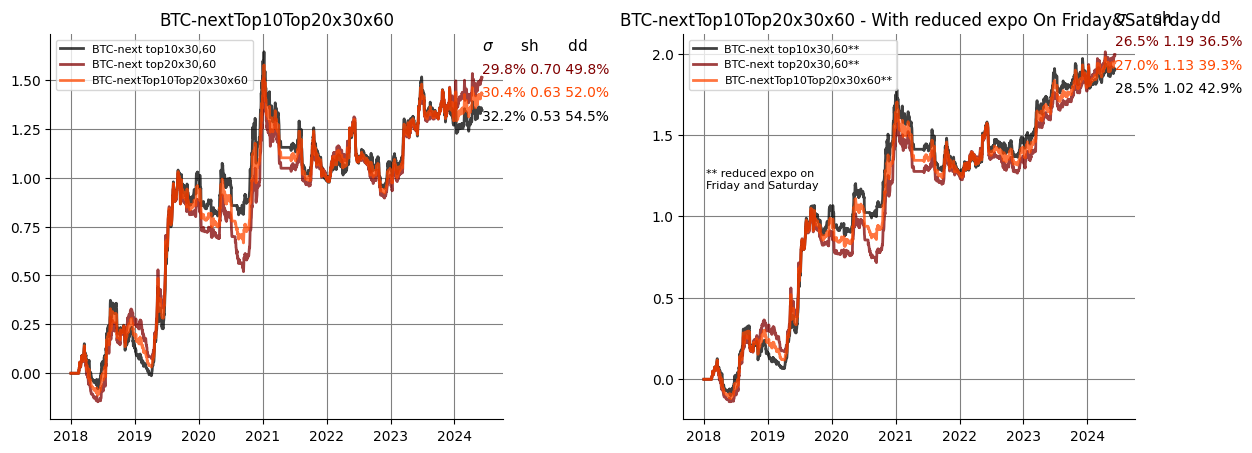 BTC-nextTop10Top20x30x60
BTC-next top10x30,60
BTC-next top20x30,60
BTC-nextTop10Top20x30x60
σ sh dd
29.8% 0.70 49.8%
30.4% 0.63 52.0%
32.2% 0.53 54.5%
1.50
1.25
1.00
0.75
0.50
0.25
0.00
2018 2019 2020 2021 2022 2023 2024
BTC-nextTop10Top20x30x60 - With reduced expo On Friday&Saturday
BTC-next top10x30,60**
BTC-next top20x30,60**
BTC-nextTop10Top20x30x60**
σ sh dd
26.5% 1.19 36.5%
27.0% 1.13 39.3%
28.5% 1.02 42.9%
** reduced expo on
Friday and Saturday
2.0
1.5
1.0
0.5
0.0
2018 2019 2020 2021 2022 2023 2024